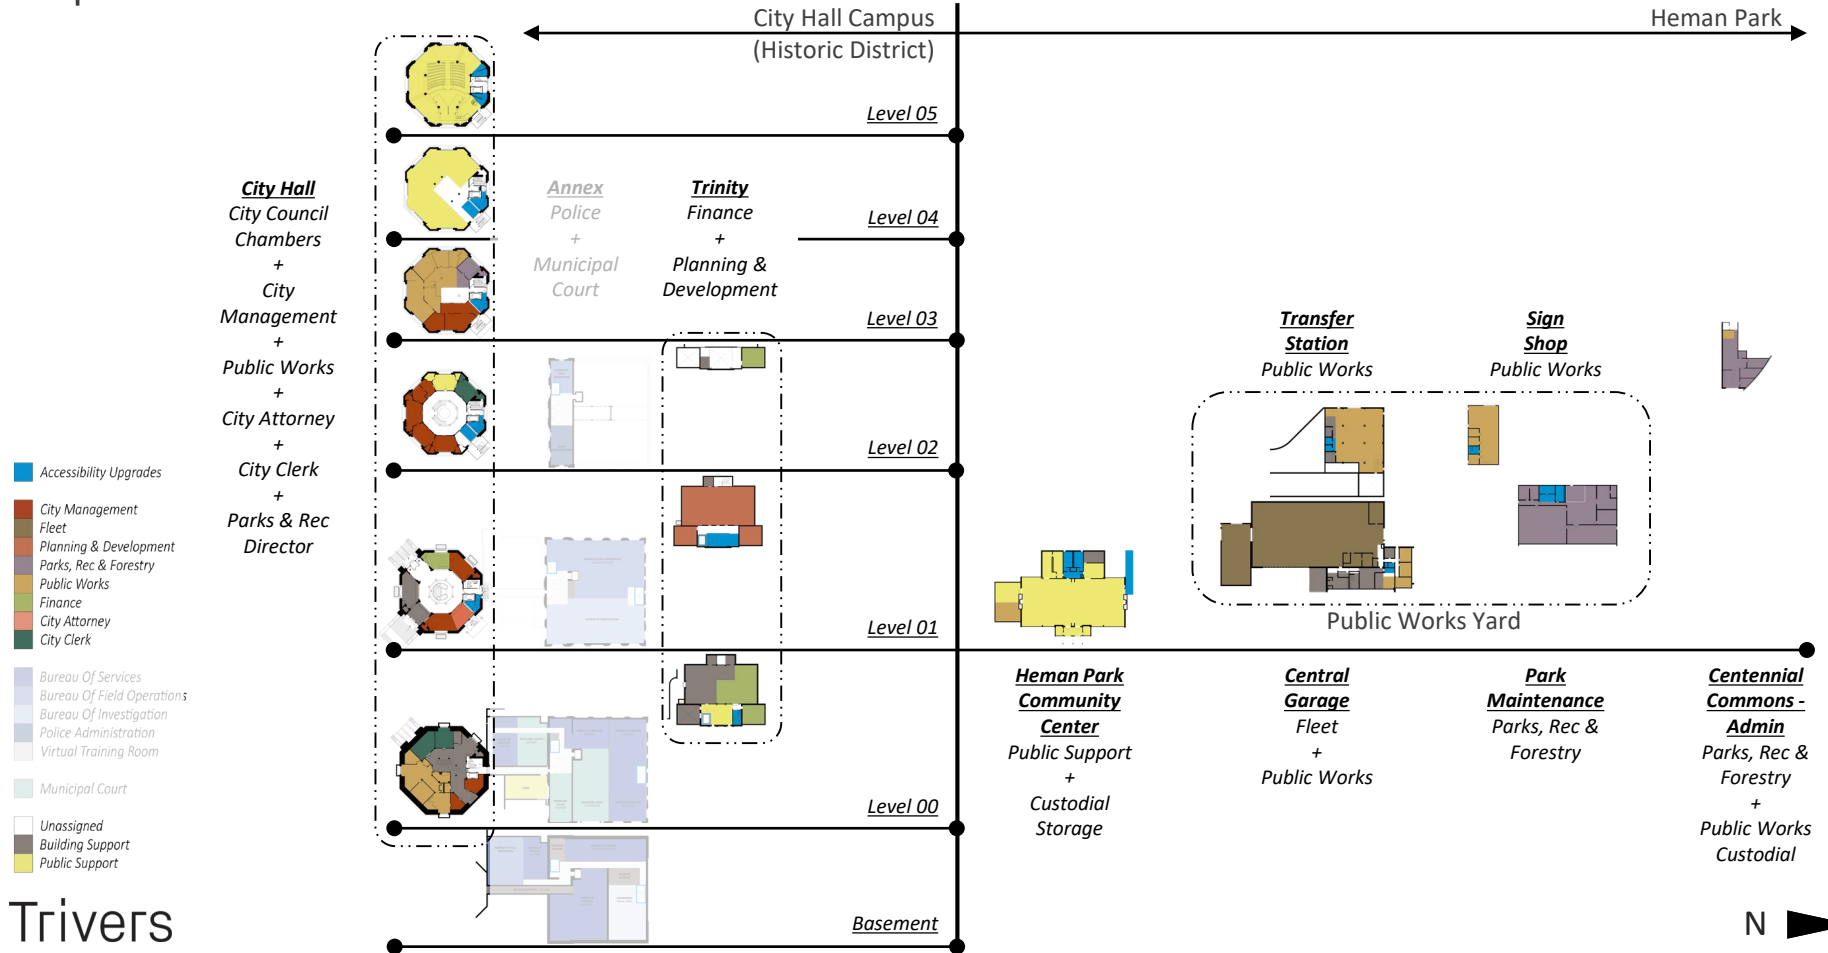 City Hall Campus
(Historic District)
Heman Park
Level 05
Level 04
Level 03
Level 02
Level 01
Level 00
Basement
City Hall
City Council
Chambers
+
City
Management
+
Public Works
+
City Attorney
+
City Clerk
+
Parks & Rec
Director
Annex
Police
+
Municipal
Court
Trinity
Finance
+
Planning &
Development
Transfer
Station
Public Works
Sign
Shop
Public Works
Public Works Yard
Heman Park
Community
Center
Public Support
+
Custodial
Storage
Central
Garage
Fleet
+
Public Works
Park
Maintenance
Parks, Rec &
Forestry
Centennial
Commons -
Admin
Parks, Rec &
Forestry
+
Public Works
Custodial
Accessibility Upgrades
City Management
Fleet
Planning & Development
Parks, Rec & Forestry
Public Works
Finance
City Attorney
City Clerk
Bureau Of Services
Bureau Of Field Operations
Bureau Of Investigation
Police Administration
Virtual Training Room
Municipal Court
Unassigned
Building Support
Public Support
Trivers
N